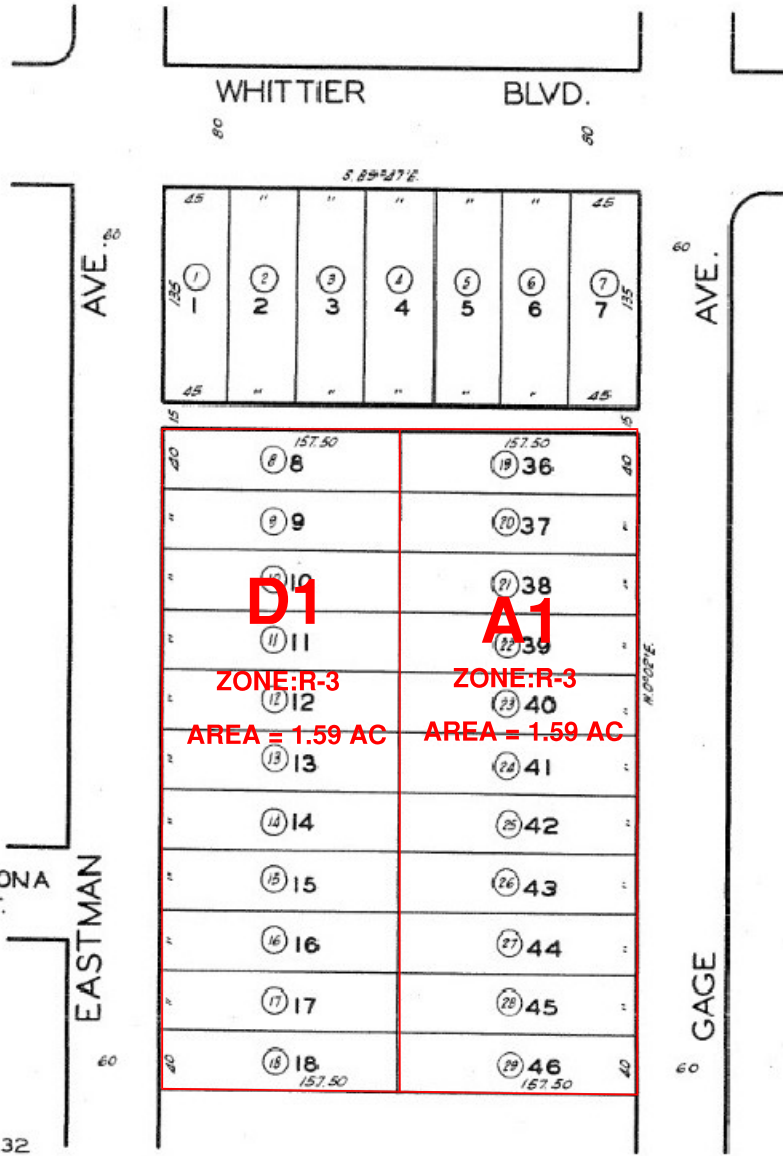 WHITTIER BLVD.
80 80
S. 89°47'E.
45 " " " " " 45
60 60
AVE. AVE.
1 2 3 4 5 6 7
135 1 2 3 4 5 6 7 135
45 " " " " " 45
15 15
157.50 157.50
40 8 8 19 36 40
" 9 9 20 37 "
" 10 10 21 38 "
D1 A1
" 11 11 22 39 "
N.0°02'E.
ZONE:R-3 ZONE:R-3
" 12 12 23 40 "
AREA = 1.59 AC AREA = 1.59 AC
" 13 13 24 41 "
" 14 14 25 42 "
ONA
" 15 15 26 43 "
EASTMAN
" 16 16 27 44 "
GAGE
" 17 17 28 45 "
60 40 18 18 29 46 40 60
157.50 157.50
32